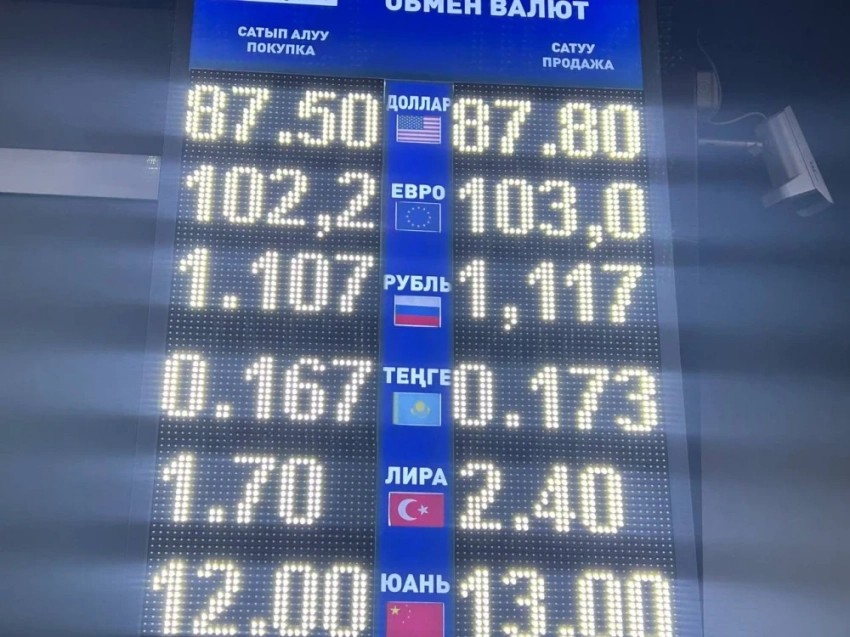 ОБМЕН ВАЛЮТ
САТЫП АЛУУ
ПОКУПКА
САТУУ
ПРОДАЖА
87.50 ДОЛЛАР 87.80
102,2 ЕВРО 103,0
1.107 РУБЛЬ 1,117
0.167 ТЕҢГЕ 0.173
1.70 ЛИРА 2.40
12.00 ЮАНЬ 13.00